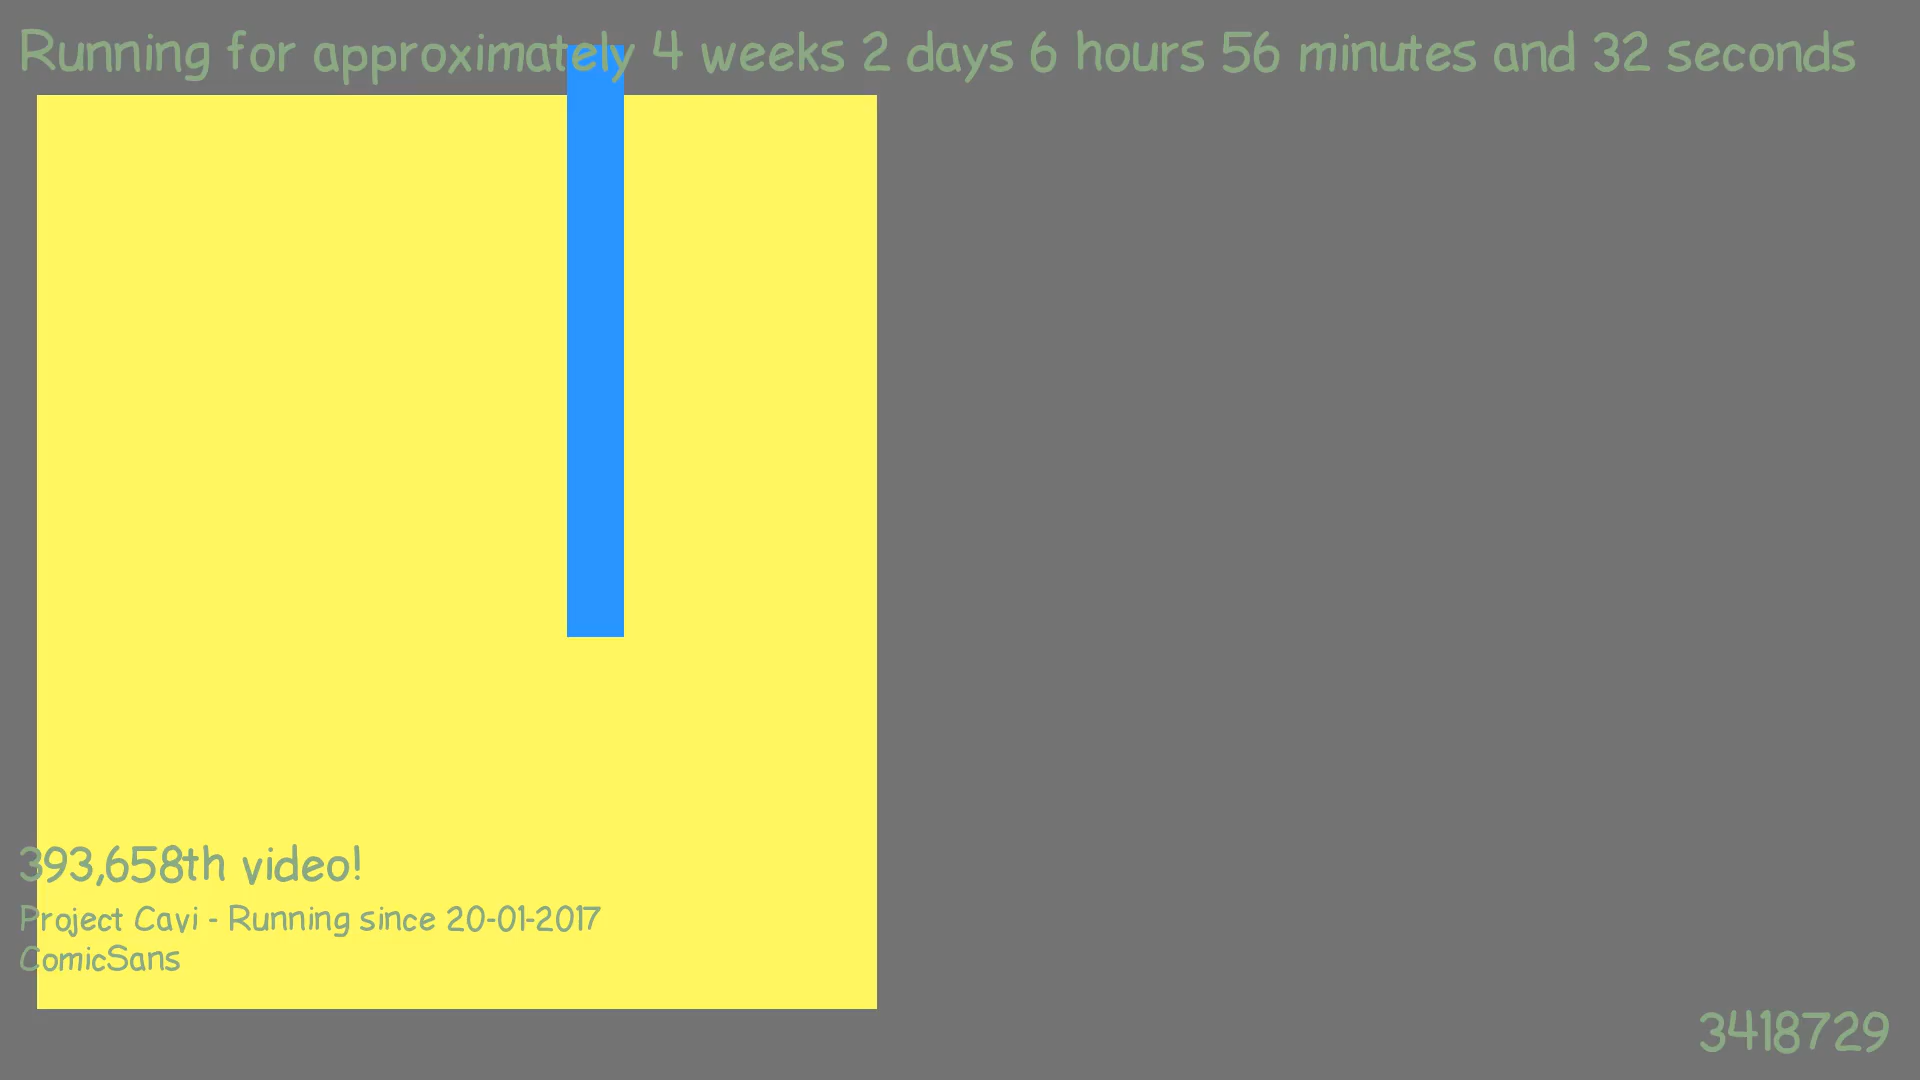 Running for approximately 4 weeks 2 days 6 hours 56 minutes and 32 seconds
393,658th video!
Project Cavi - Running since 20-01-2017
ComicSans
3418729